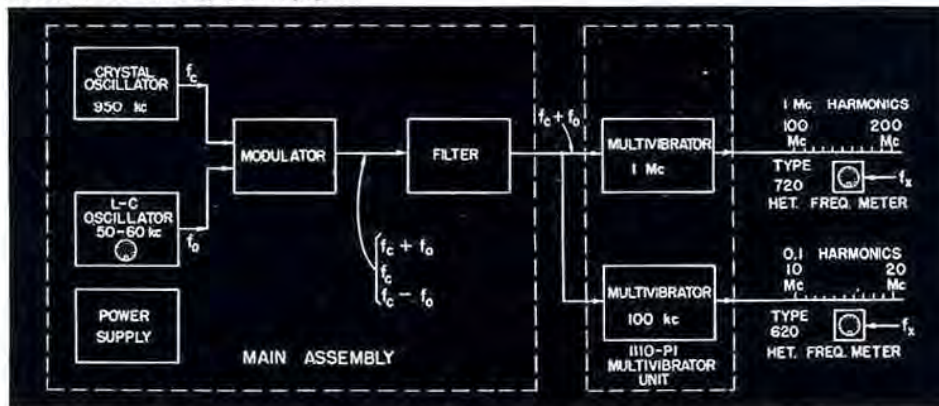 CRYSTAL
OSCILLATOR
950 kc
fc
L-C
OSCILLATOR
50-60 kc
fo
POWER
SUPPLY
MODULATOR
FILTER
fc + fo
fc
fc - fo
MAIN ASSEMBLY
fc + fo
MULTIVIBRATOR
1 Mc
MULTIVIBRATOR
100 kc
1110-P1
MULTIVIBRATOR
UNIT
1 Mc HARMONICS
100 200
Mc Mc
TYPE
720
fx
HET. FREQ. METER
0.1 HARMONICS
10 20
Mc Mc
TYPE
620
fx
HET. FREQ. METER